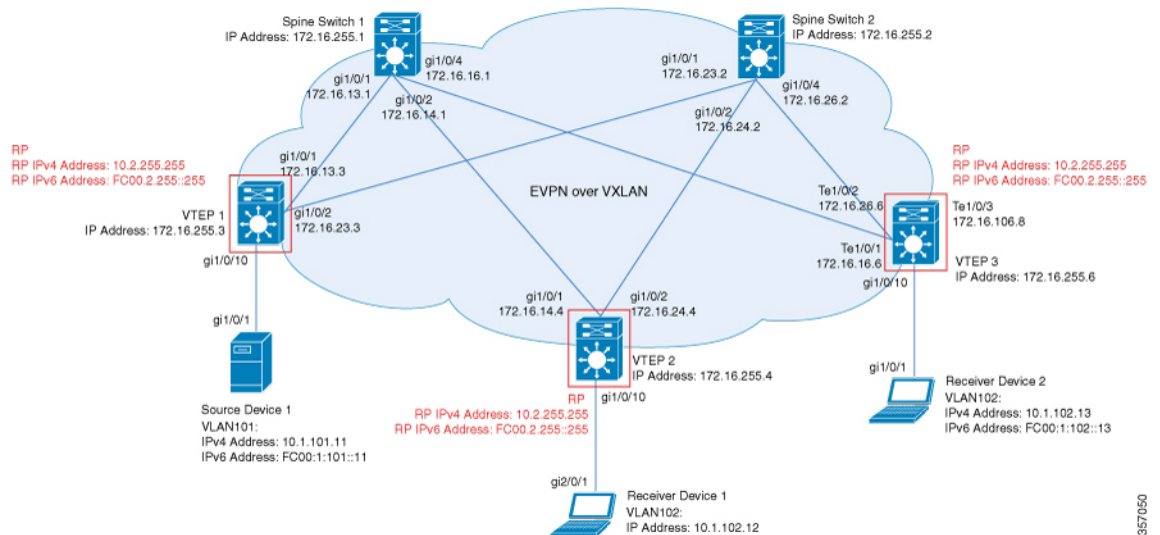 Spine Switch 1
IP Address: 172.16.255.1
Spine Switch 2
IP Address: 172.16.255.2
gi1/0/4
172.16.16.1
gi1/0/1
172.16.13.1
gi1/0/2
172.16.14.1
gi1/0/1
172.16.23.2
gi1/0/4
172.16.26.2
gi1/0/2
172.16.24.2
RP
RP IPv4 Address: 10.2.255.255
RP IPv6 Address: FC00.2.255::255
gi1/0/1
172.16.13.3
VTEP 1
IP Address: 172.16.255.3
gi1/0/2
172.16.23.3
gi1/0/10
EVPN over VXLAN
RP
RP IPv4 Address: 10.2.255.255
RP IPv6 Address: FC00.2.255::255
Te1/0/2
172.16.26.6
Te1/0/3
172.16.106.8
Te1/0/1
172.16.16.6
VTEP 3
IP Address: 172.16.255.6
gi1/0/10
gi1/0/1
172.16.14.4
gi1/0/2
172.16.24.4
VTEP 2
IP Address: 172.16.255.4
gi1/0/10
RP
RP IPv4 Address: 10.2.255.255
RP IPv6 Address: FC00.2.255::255
gi1/0/1
Source Device 1
VLAN101:
IPv4 Address: 10.1.101.11
IPv6 Address: FC00:1:101::11
gi1/0/1
Receiver Device 2
VLAN102:
IPv4 Address: 10.1.102.13
IPv6 Address: FC00:1:102::13
gi2/0/1
Receiver Device 1
VLAN102:
IP Address: 10.1.102.12
357050